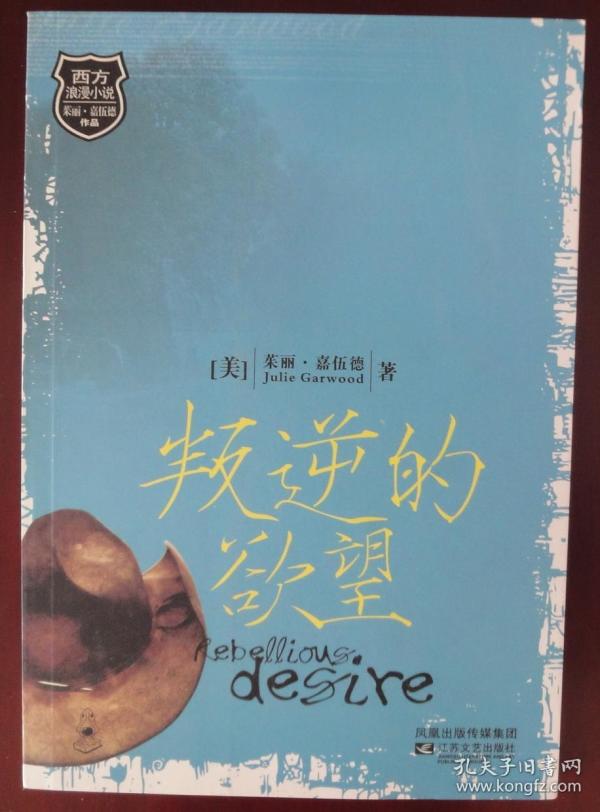 Julie Garwood
西方
浪漫小说
茱丽·嘉伍德
作品
[美] 茱丽·嘉伍德 著
Julie Garwood
叛逆的
欲望
Rebellious
desire
凤凰出版传媒集团
江苏文艺出版社
孔夫子旧书网
www.kongfz.com